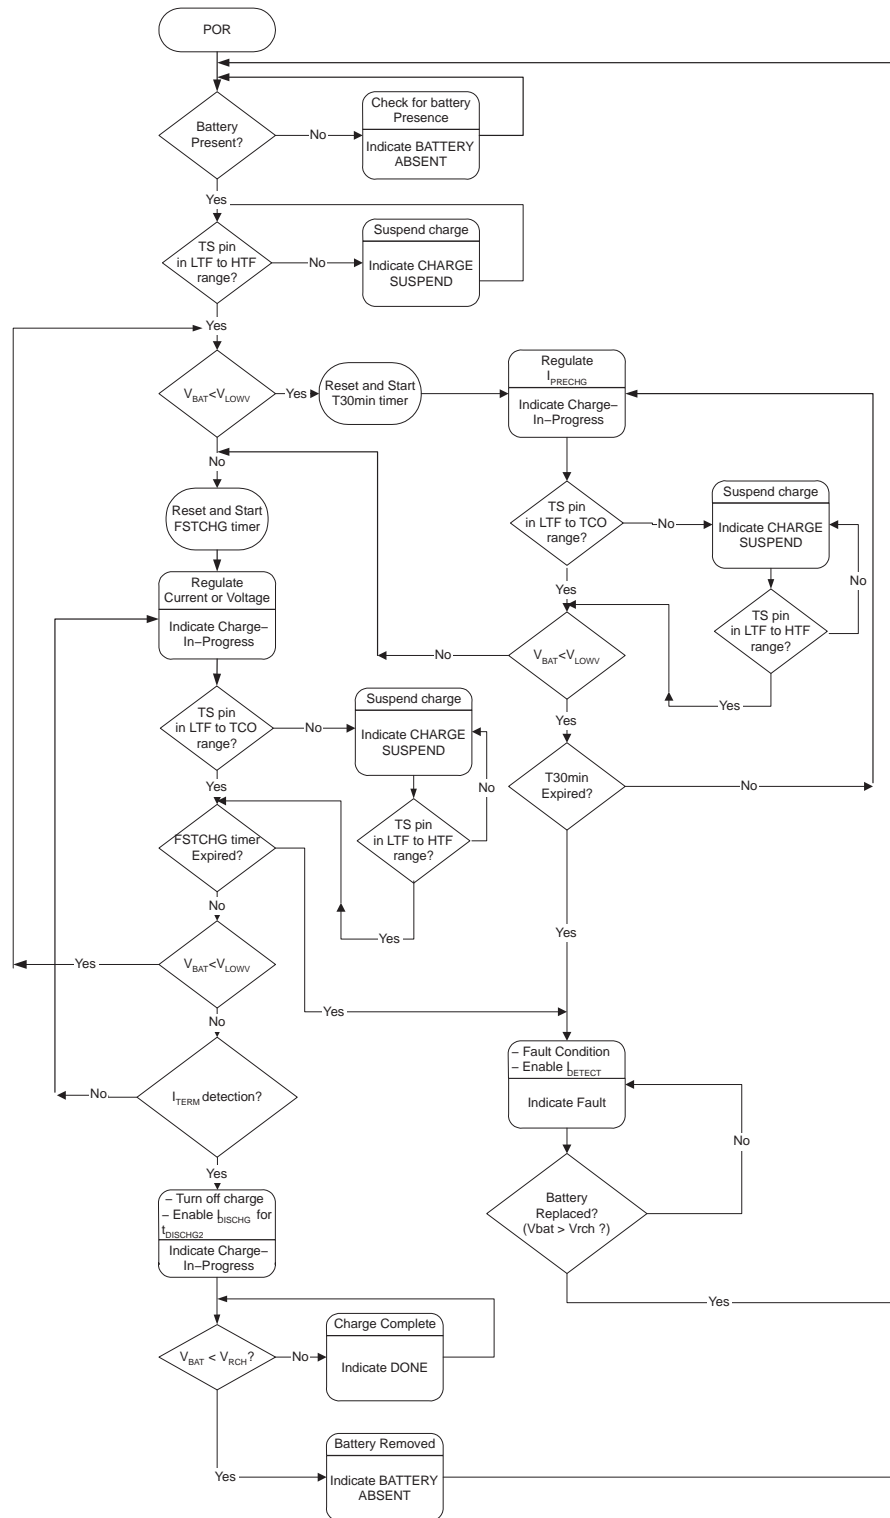 POR
Check for battery
Presence
Battery
Present?
No
Indicate BATTERY
ABSENT
Yes
Suspend charge
TS pin
in LTF to HTF
range?
No
Indicate CHARGE
SUSPEND
Yes
Regulate
IPRECHG
VBAT<VLOWV
Yes
Reset and Start
T30min timer
Indicate Charge–
In–Progress
No
Reset and Start
FSTCHG timer
TS pin
in LTF to TCO
range?
No
Suspend charge
Indicate CHARGE
SUSPEND
No
Regulate
Current or Voltage
Indicate Charge–
In–Progress
Yes
TS pin
in LTF to HTF
range?
VBAT<VLOWV
No
Yes
TS pin
in LTF to TCO
range?
No
Suspend charge
Indicate CHARGE
SUSPEND
No
Yes
T30min
Expired?
No
Yes
FSTCHG timer
Expired?
TS pin
in LTF to HTF
range?
No
Yes
Yes
VBAT<VLOWV
Yes
No
Yes
– Fault Condition
– Enable IDETECT
Indicate Fault
No
ITERM detection?
No
Yes
Battery
Replaced?
(Vbat > Vrch ?)
Yes
– Turn off charge
– Enable IDISCHG for
tDISCHG2
Indicate Charge–
In–Progress
Charge Complete
VBAT < VRCH?
No
Indicate DONE
Battery Removed
Yes
Indicate BATTERY
ABSENT